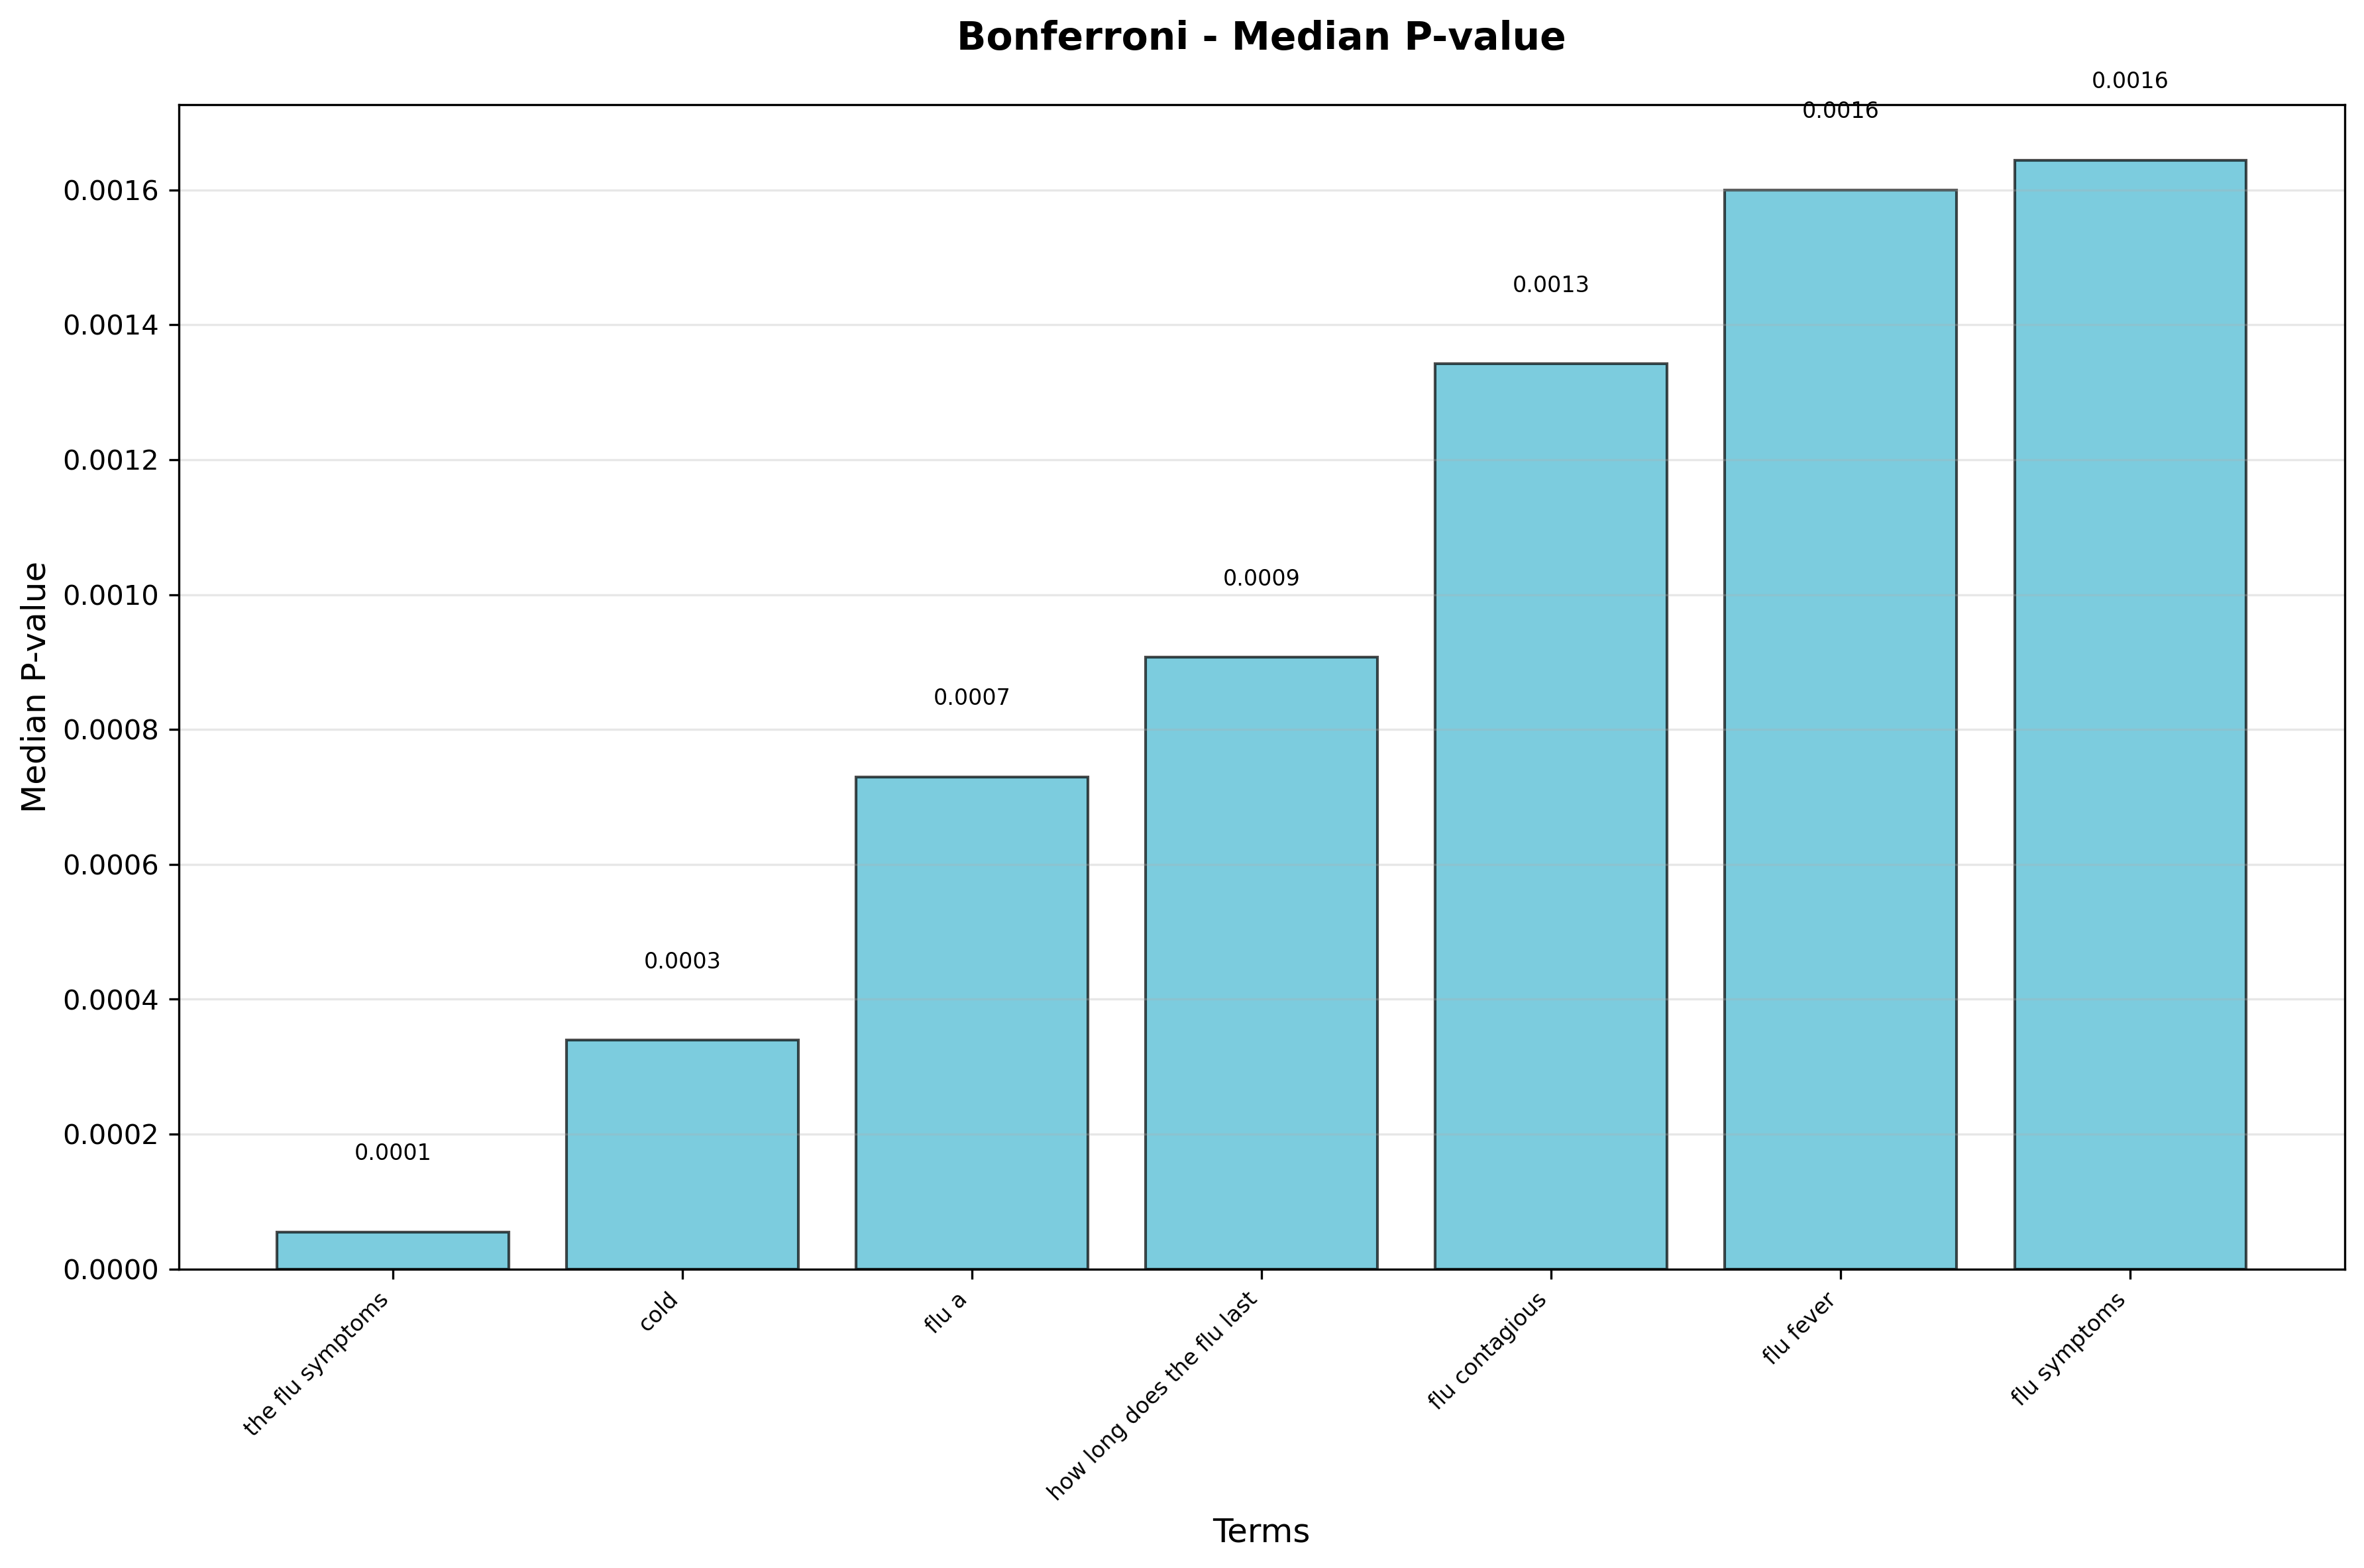 Bonferroni - Median P-value
0.0016
0.0016
0.0016
0.0013
0.0014
0.0012
0.0009
0.0010
Median P-value
0.0007
0.0008
0.0006
0.0003
0.0004
0.0001
0.0002
0.0000
the flu symptoms
cold
flu a
how long does the flu last
flu contagious
flu fever
flu symptoms
Terms